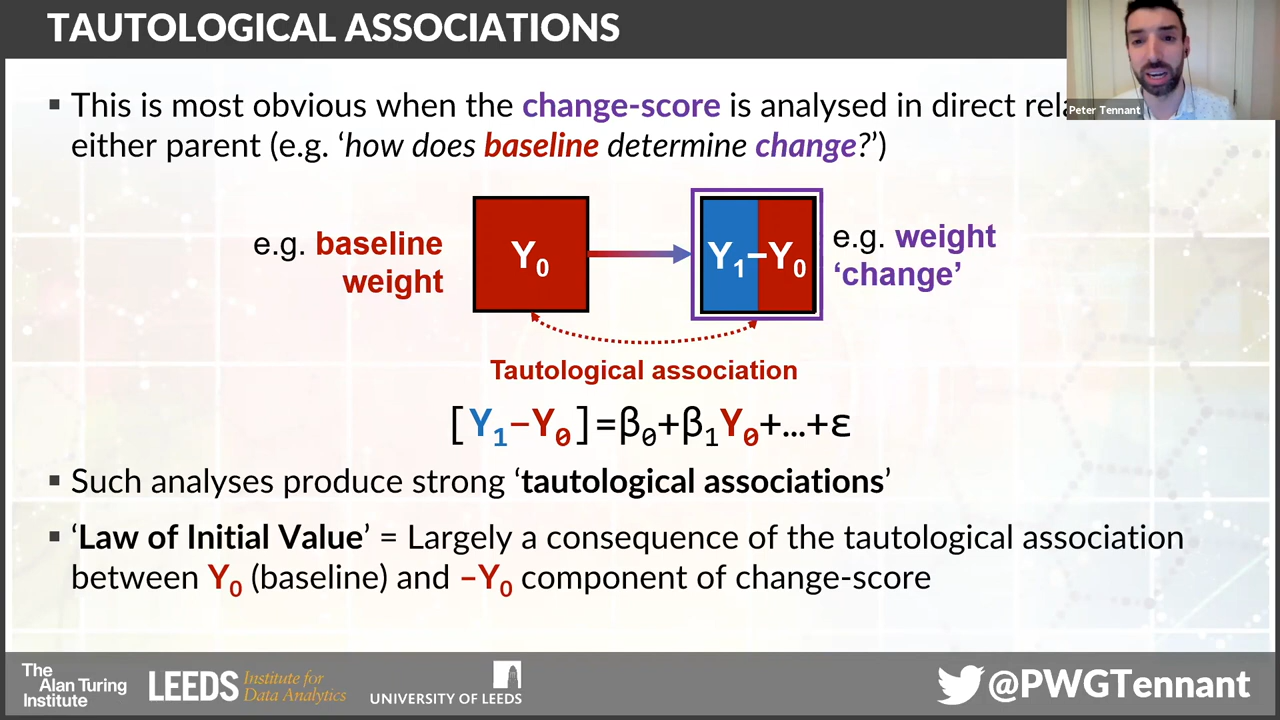 TAUTOLOGICAL ASSOCIATIONS
Peter Tennant
▪ This is most obvious when the change-score is analysed in direct rela
either parent (e.g. ‘how does baseline determine change?’)
e.g. baseline
weight
Y₀
Y₁−Y₀
e.g. weight
‘change’
Tautological association
[Y₁−Y₀]=β₀+β₁Y₀+…+ε
▪ Such analyses produce strong ‘tautological associations’
▪ ‘Law of Initial Value’ = Largely a consequence of the tautological association
between Y₀ (baseline) and −Y₀ component of change-score
The
Alan Turing
Institute
LEEDS Institute for
Data Analytics
UNIVERSITY OF LEEDS
@PWGTennant